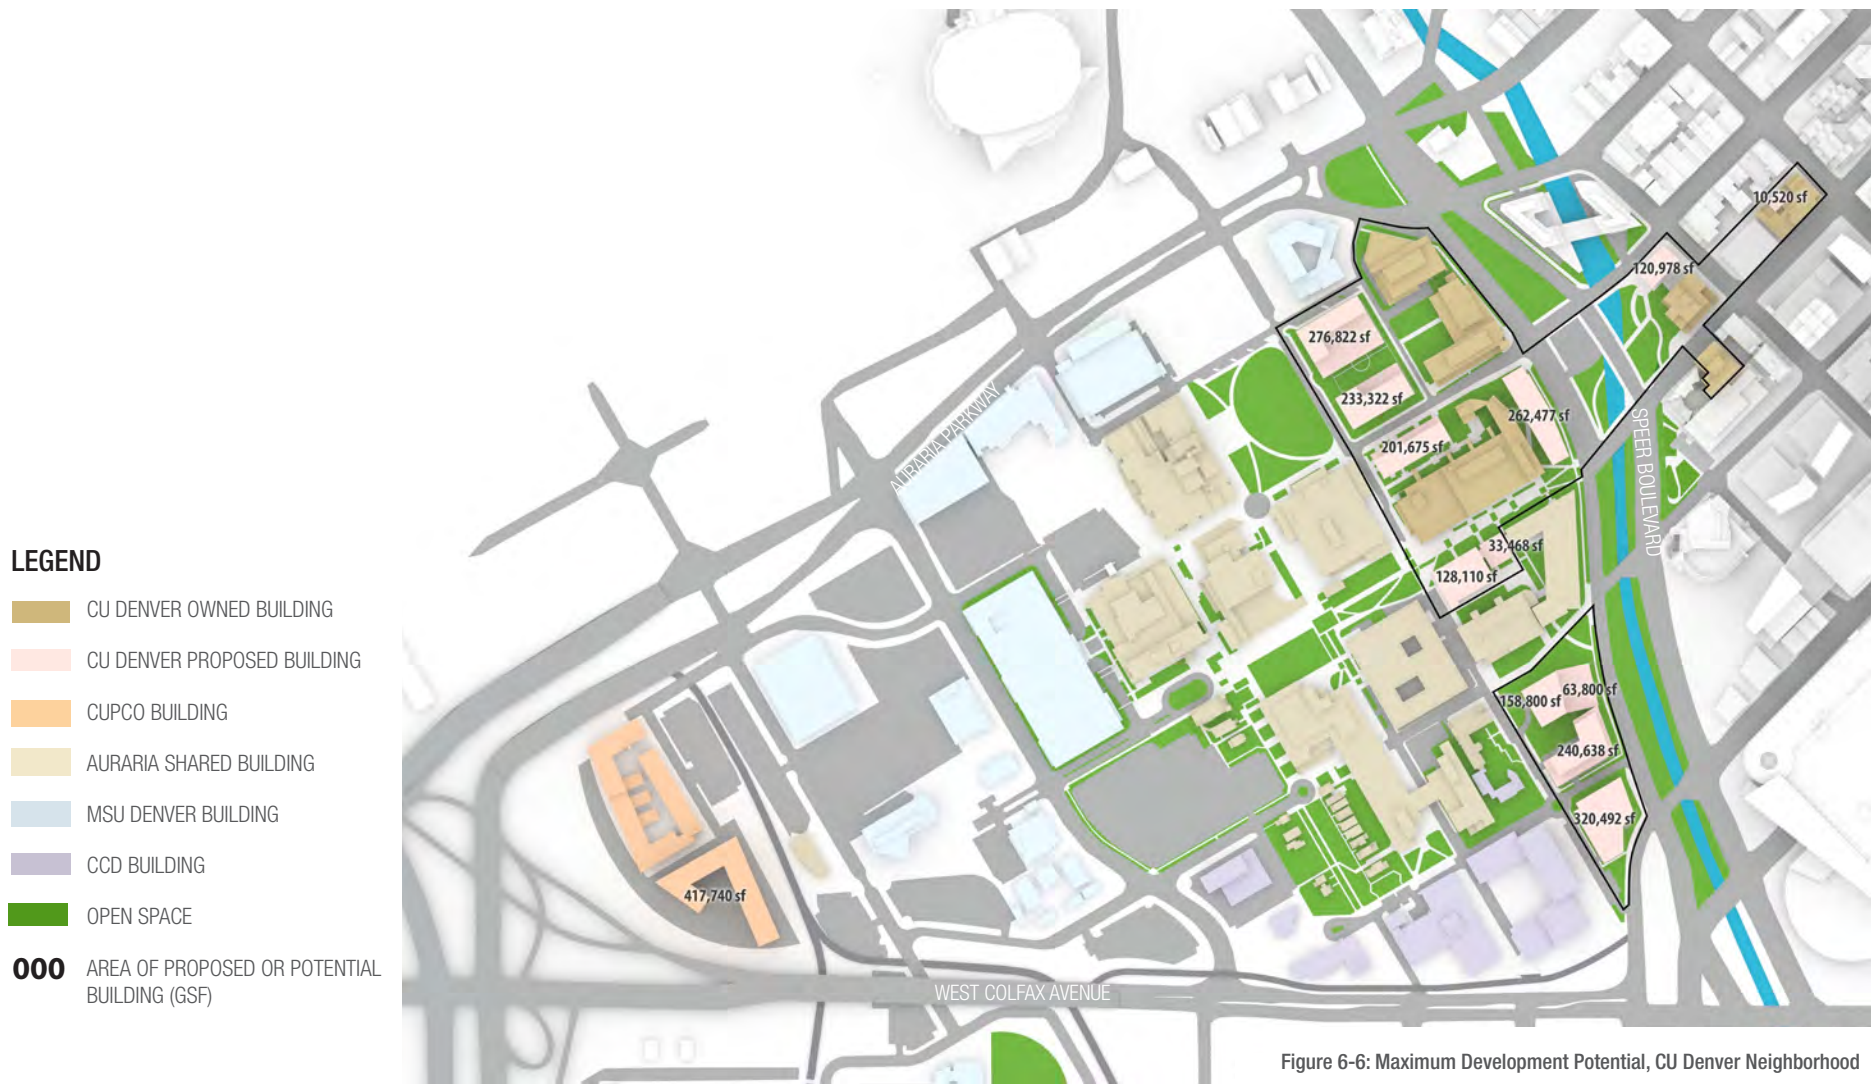 LEGEND
CU DENVER OWNED BUILDING
CU DENVER PROPOSED BUILDING
CUPCO BUILDING
AURARIA SHARED BUILDING
MSU DENVER BUILDING
CCD BUILDING
OPEN SPACE
000 AREA OF PROPOSED OR POTENTIAL
BUILDING (GSF)
10,520 sf
120,978 sf
276,822 sf
233,322 sf
262,477 sf
201,675 sf
AURARIA PARKWAY
SPEER BOULEVARD
33,468 sf
128,110 sf
63,800 sf
158,800 sf
240,638 sf
320,492 sf
417,740 sf
WEST COLFAX AVENUE
Figure 6-6: Maximum Development Potential, CU Denver Neighborhood